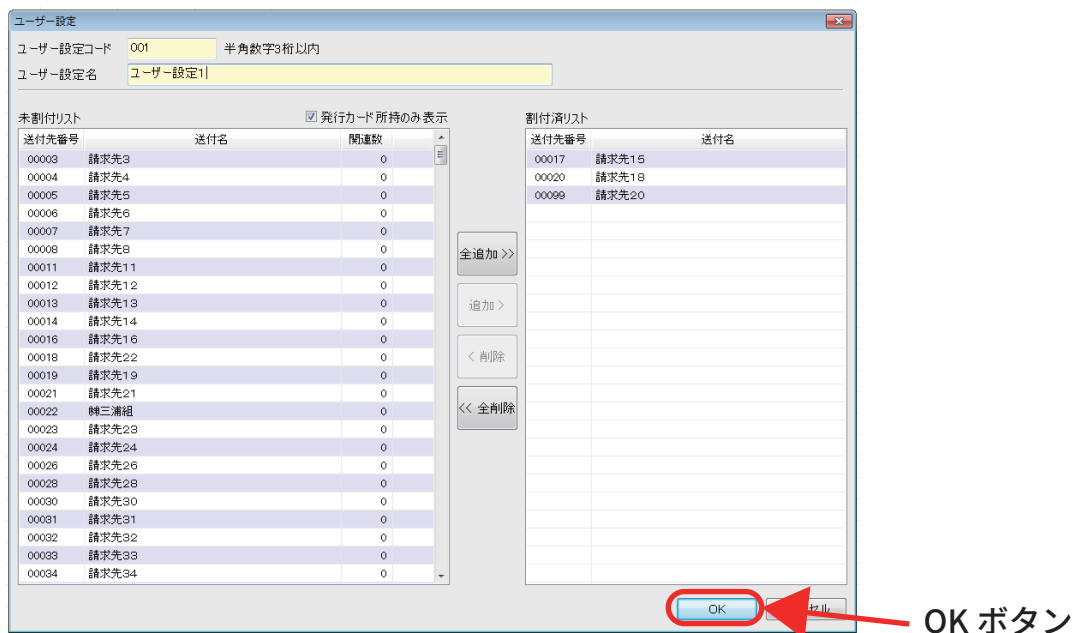 ユーザー設定
ユーザー設定コード 001 半角数字3桁以内
ユーザー設定名 ユーザー設定1
未割付リスト 発行カード所持のみ表示 割付済リスト
送付先番号 送付名 関連数 送付先番号 送付名
00003 請求先3 0 00017 請求先15
00004 請求先4 0 00020 請求先18
00005 請求先5 0 00099 請求先20
00006 請求先6 0
00007 請求先7 0
00008 請求先8 0
00011 請求先11 0
00012 請求先12 0
00013 請求先13 0
00014 請求先14 0
00016 請求先16 0
00018 請求先22 0
00019 請求先19 0
00021 請求先21 0
00022 ㈱三浦組 0
00023 請求先23 0
00024 請求先24 0
00026 請求先26 0
00028 請求先28 0
00030 請求先30 0
00031 請求先31 0
00032 請求先32 0
00033 請求先33 0
00034 請求先34 0
全追加 >>
追加 >
< 削除
<< 全削除
OK セル
OK ボタン